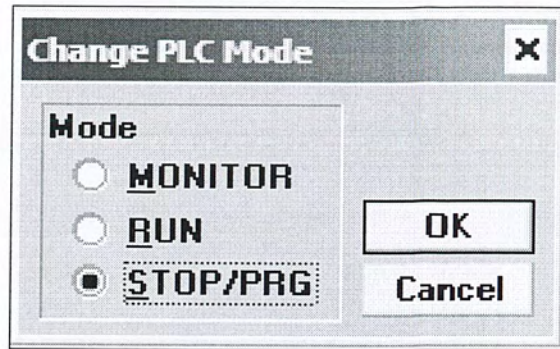 Change PLC Mode
Mode
MONITOR
RUN
OK
STOP/PRG
Cancel